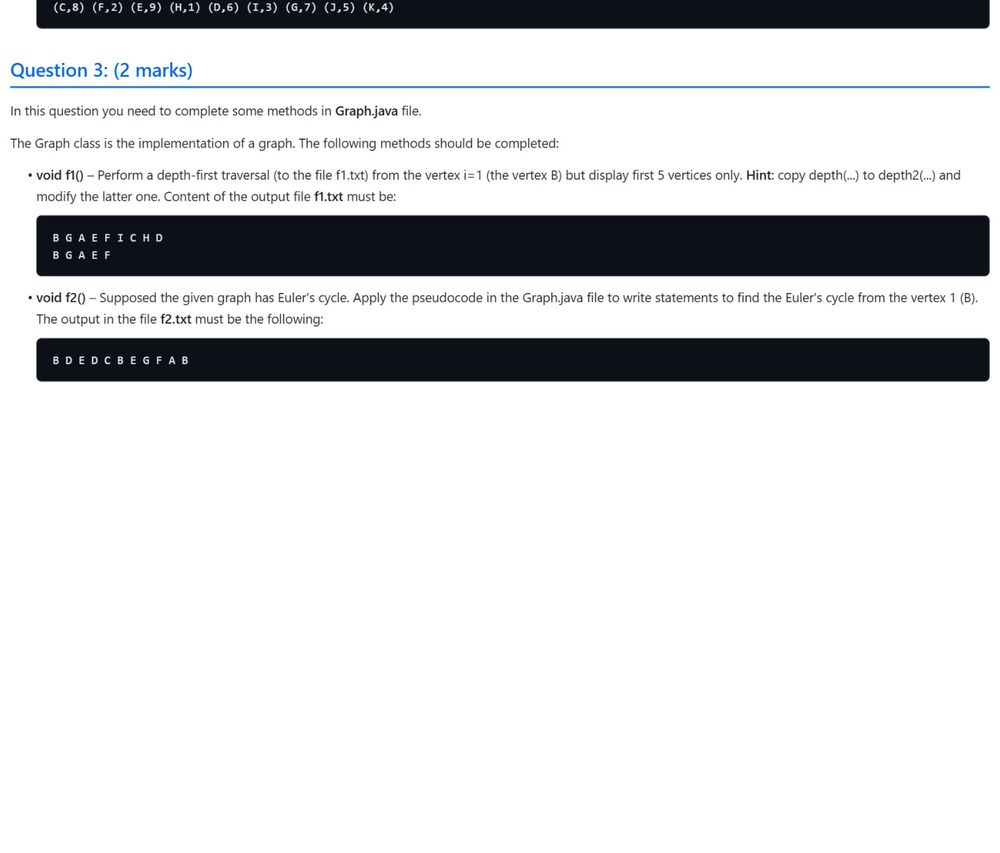 (C,8) (F,2) (E,9) (H,1) (D,6) (I,3) (G,7) (J,5) (K,4)
Question 3: (2 marks)
In this question you need to complete some methods in Graph.java file.
The Graph class is the implementation of a graph. The following methods should be completed:
• void f1() – Perform a depth-first traversal (to the file f1.txt) from the vertex i=1 (the vertex B) but display first 5 vertices only. Hint: copy depth(...) to depth2(...) and
modify the latter one. Content of the output file f1.txt must be:
B G A E F I C H D
B G A E F
• void f2() – Supposed the given graph has Euler's cycle. Apply the pseudocode in the Graph.java file to write statements to find the Euler's cycle from the vertex 1 (B).
The output in the file f2.txt must be the following:
B D E D C B E G F A B